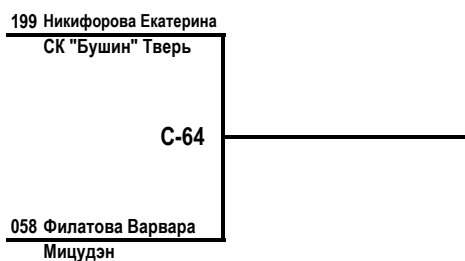 199 Никифорова Екатерина
СК "Бушин" Тверь
С-64
058 Филатова Варвара
Мицудэн